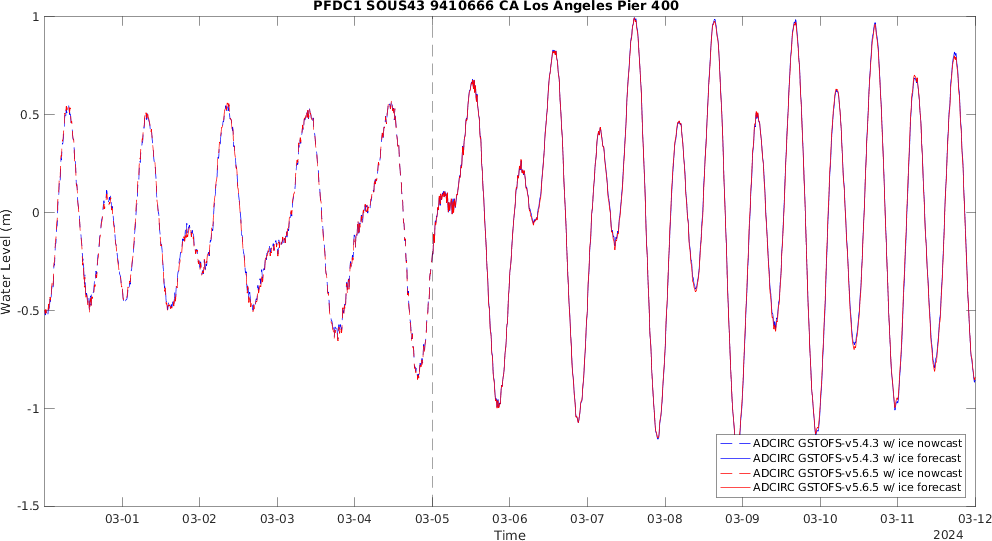 PFDC1 SOUS43 9410666 CA Los Angeles Pier 400
1
0.5
0
-0.5
-1
-1.5
Water Level (m)
ADCIRC GSTOFS-v5.4.3 w/ ice nowcast
ADCIRC GSTOFS-v5.4.3 w/ ice forecast
ADCIRC GSTOFS-v5.6.5 w/ ice nowcast
ADCIRC GSTOFS-v5.6.5 w/ ice forecast
03-01 03-02 03-03 03-04 03-05 03-06 03-07 03-08 03-09 03-10 03-11 03-12
Time
2024